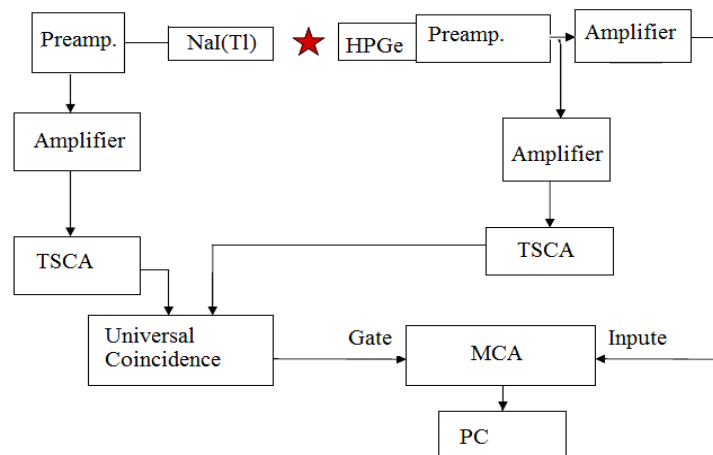 Preamp.
NaI(Tl)
HPGe
Preamp.
Amplifier
Amplifier
Amplifier
TSCA
TSCA
Universal
Coincidence
Gate
MCA
Inpute
PC